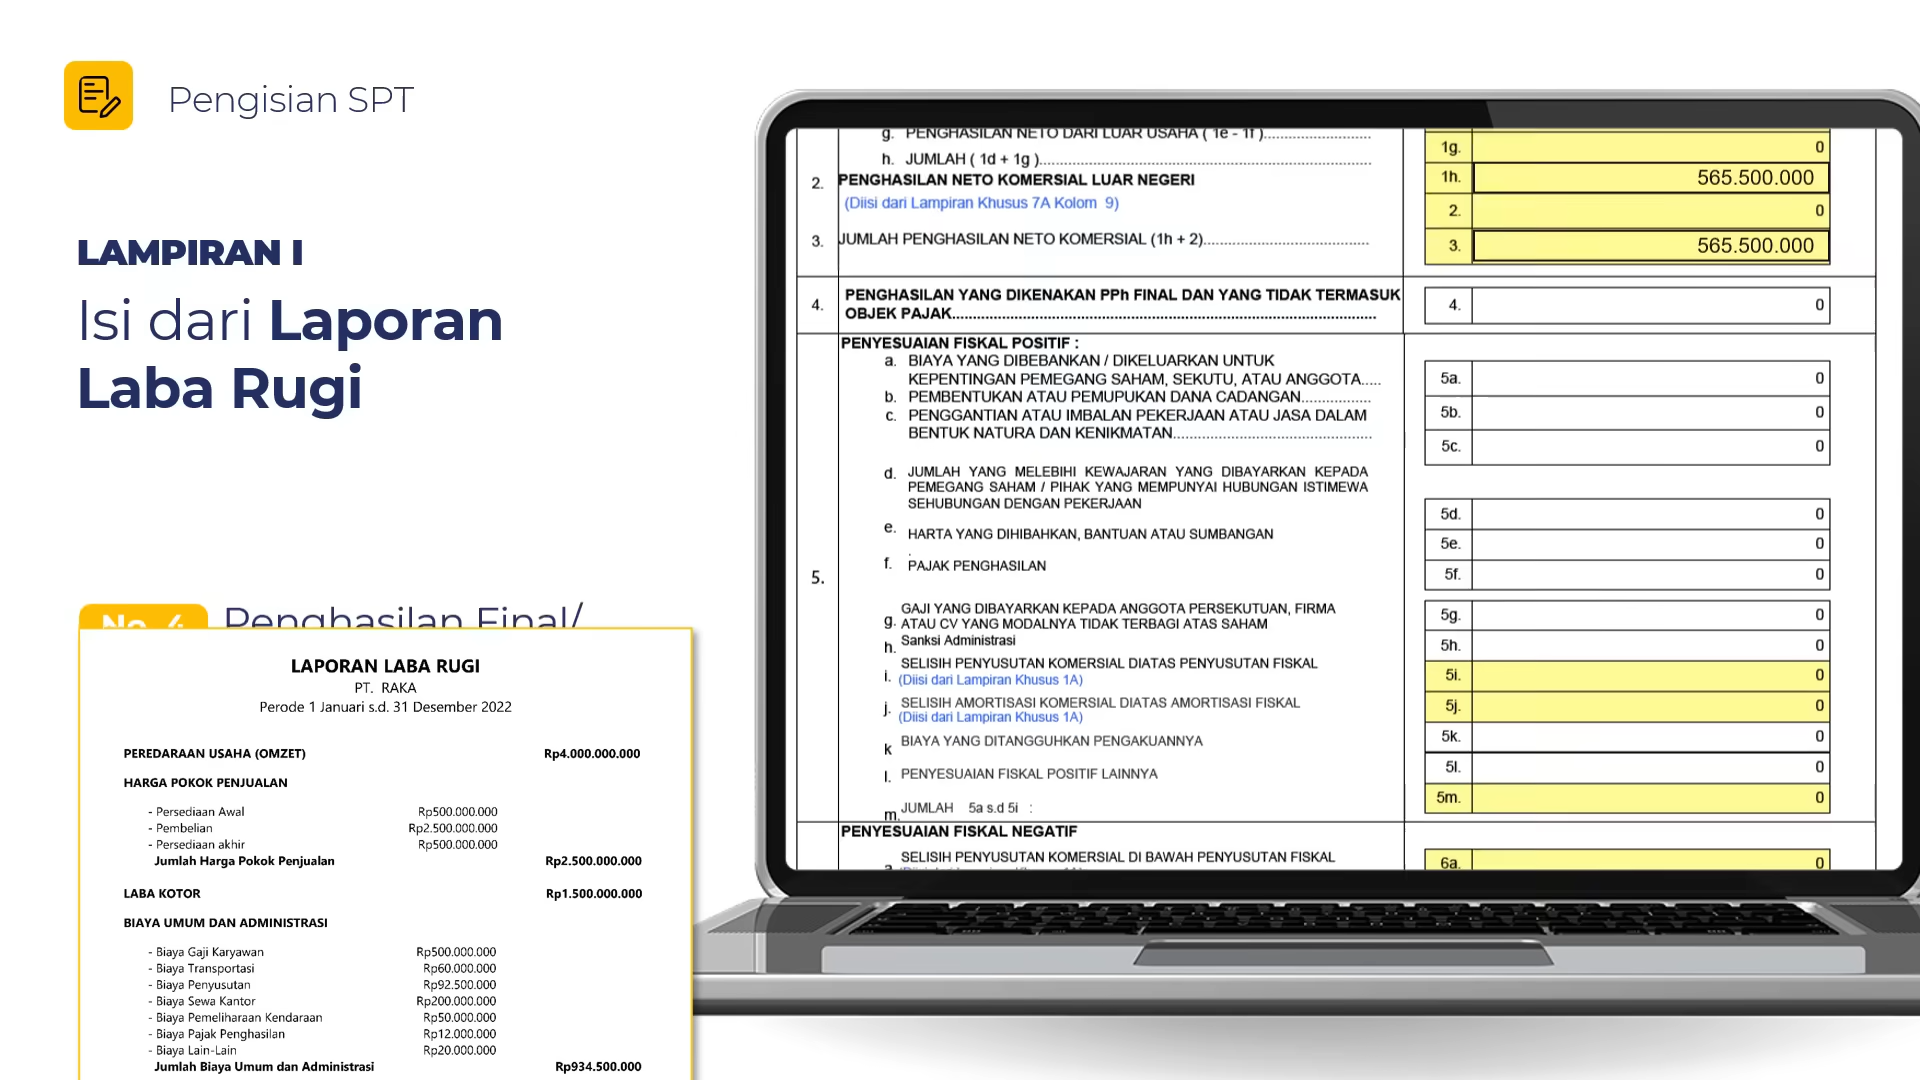 Pengisian SPT
LAMPIRAN I
Isi dari Laporan
Laba Rugi
No. 4 Penghasilan Final/
LAPORAN LABA RUGI
PT. RAKA
Perode 1 Januari s.d. 31 Desember 2022
PEREDARAAN USAHA (OMZET) Rp4.000.000.000
HARGA POKOK PENJUALAN
- Persediaan Awal Rp500.000.000
- Pembelian Rp2.500.000.000
- Persediaan akhir Rp500.000.000
Jumlah Harga Pokok Penjualan Rp2.500.000.000
LABA KOTOR Rp1.500.000.000
BIAYA UMUM DAN ADMINISTRASI
- Biaya Gaji Karyawan Rp500.000.000
- Biaya Transportasi Rp60.000.000
- Biaya Penyusutan Rp92.500.000
- Biaya Sewa Kantor Rp200.000.000
- Biaya Pemeliharaan Kendaraan Rp50.000.000
- Biaya Pajak Penghasilan Rp12.000.000
- Biaya Lain-Lain Rp20.000.000
Jumlah Biaya Umum dan Administrasi Rp934.500.000
g. PENGHASILAN NETO DARI LUAR USAHA ( 1e - 1f ).......................... 1g. 0
h. JUMLAH ( 1d + 1g )................................................................................ 1h. 565.500.000
2. PENGHASILAN NETO KOMERSIAL LUAR NEGERI
(Diisi dari Lampiran Khusus 7A Kolom 9) 2. 0
3. JUMLAH PENGHASILAN NETO KOMERSIAL (1h + 2)........................................ 3. 565.500.000
4. PENGHASILAN YANG DIKENAKAN PPh FINAL DAN YANG TIDAK TERMASUK
OBJEK PAJAK........................................................................................................ 4. 0
5. PENYESUAIAN FISKAL POSITIF :
a. BIAYA YANG DIBEBANKAN / DIKELUARKAN UNTUK
KEPENTINGAN PEMEGANG SAHAM, SEKUTU, ATAU ANGGOTA..... 5a. 0
b. PEMBENTUKAN ATAU PEMUPUKAN DANA CADANGAN................. 5b. 0
c. PENGGANTIAN ATAU IMBALAN PEKERJAAN ATAU JASA DALAM
BENTUK NATURA DAN KENIKMATAN................................................ 5c. 0
d. JUMLAH YANG MELEBIHI KEWAJARAN YANG DIBAYARKAN KEPADA
PEMEGANG SAHAM / PIHAK YANG MEMPUNYAI HUBUNGAN ISTIMEWA
SEHUBUNGAN DENGAN PEKERJAAN 5d. 0
e. HARTA YANG DIHIBAHKAN, BANTUAN ATAU SUMBANGAN 5e. 0
.
f. PAJAK PENGHASILAN 5f. 0
g. GAJI YANG DIBAYARKAN KEPADA ANGGOTA PERSEKUTUAN, FIRMA
ATAU CV YANG MODALNYA TIDAK TERBAGI ATAS SAHAM 5g. 0
h. Sanksi Administrasi 5h. 0
i. SELISIH PENYUSUTAN KOMERSIAL DIATAS PENYUSUTAN FISKAL
(Diisi dari Lampiran Khusus 1A) 5i. 0
j. SELISIH AMORTISASI KOMERSIAL DIATAS AMORTISASI FISKAL
(Diisi dari Lampiran Khusus 1A) 5j. 0
k BIAYA YANG DITANGGUHKAN PENGAKUANNYA 5k. 0
l. PENYESUAIAN FISKAL POSITIF LAINNYA 5l. 0
m. JUMLAH 5a s.d 5i : 5m. 0
PENYESUAIAN FISKAL NEGATIF
a SELISIH PENYUSUTAN KOMERSIAL DI BAWAH PENYUSUTAN FISKAL 6a. 0